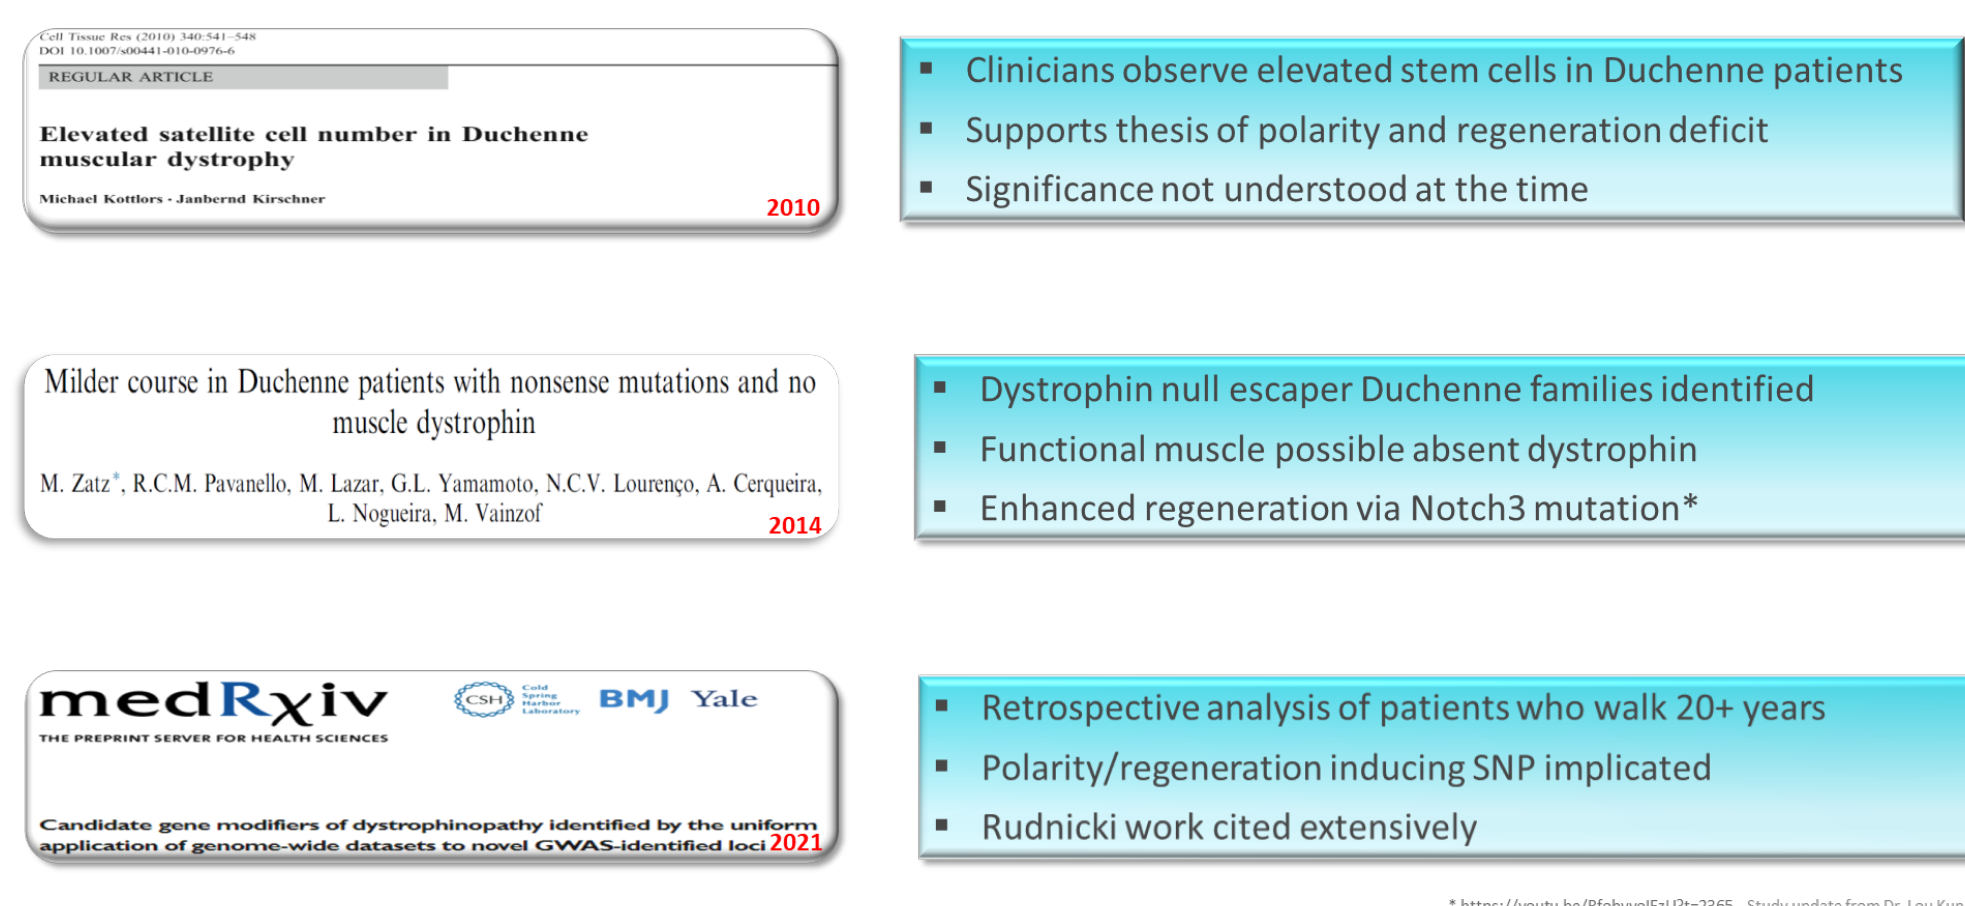 Cell Tissue Res (2010) 340:541–548
DOI 10.1007/s00441-010-0976-6
REGULAR ARTICLE
Elevated satellite cell number in Duchenne
muscular dystrophy
Michael Kottlors · Janbernd Kirschner
2010
▪ Clinicians observe elevated stem cells in Duchenne patients
▪ Supports thesis of polarity and regeneration deficit
▪ Significance not understood at the time
Milder course in Duchenne patients with nonsense mutations and no
muscle dystrophin
M. Zatz*, R.C.M. Pavanello, M. Lazar, G.L. Yamamoto, N.C.V. Lourenço, A. Cerqueira,
L. Nogueira, M. Vainzof
2014
▪ Dystrophin null escaper Duchenne families identified
▪ Functional muscle possible absent dystrophin
▪ Enhanced regeneration via Notch3 mutation*
medRxiv
THE PREPRINT SERVER FOR HEALTH SCIENCES
CSH Cold
Spring
Harbor
Laboratory
BMJ Yale
Candidate gene modifiers of dystrophinopathy identified by the uniform
application of genome-wide datasets to novel GWAS-identified loci
2021
▪ Retrospective analysis of patients who walk 20+ years
▪ Polarity/regeneration inducing SNP implicated
▪ Rudnicki work cited extensively
* Study update from Dr. Lou Kun